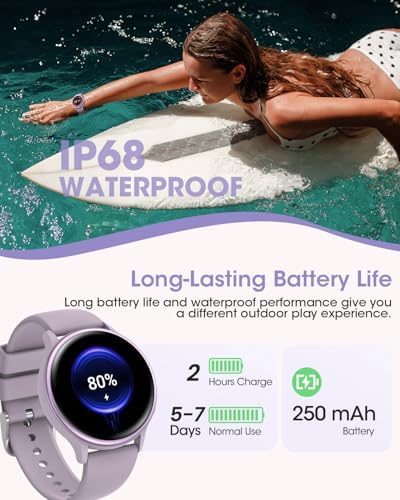 IP68
WATERPROOF
Long-Lasting Battery Life
Long battery life and waterproof performance give you
a different outdoor play experience.
80%
2 Hours Charge
5-7 Days Normal Use
250 mAh
Battery